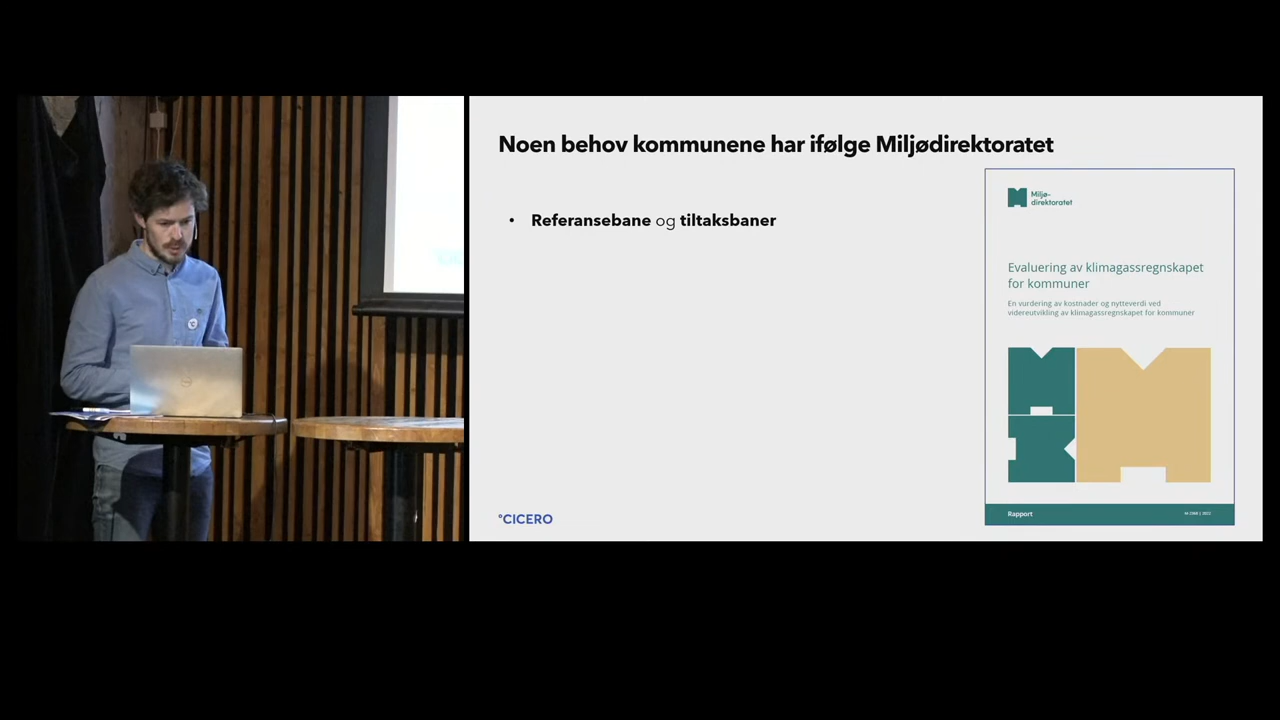 Noen behov kommunene har ifølge Miljødirektoratet
• Referansebane og tiltaksbaner
Miljø-
direktoratet
Evaluering av klimagassregnskapet
for kommuner
En vurdering av kostnader og nytteverdi ved
videreutvikling av klimagassregnskapet for kommuner
Rapport
°CICERO